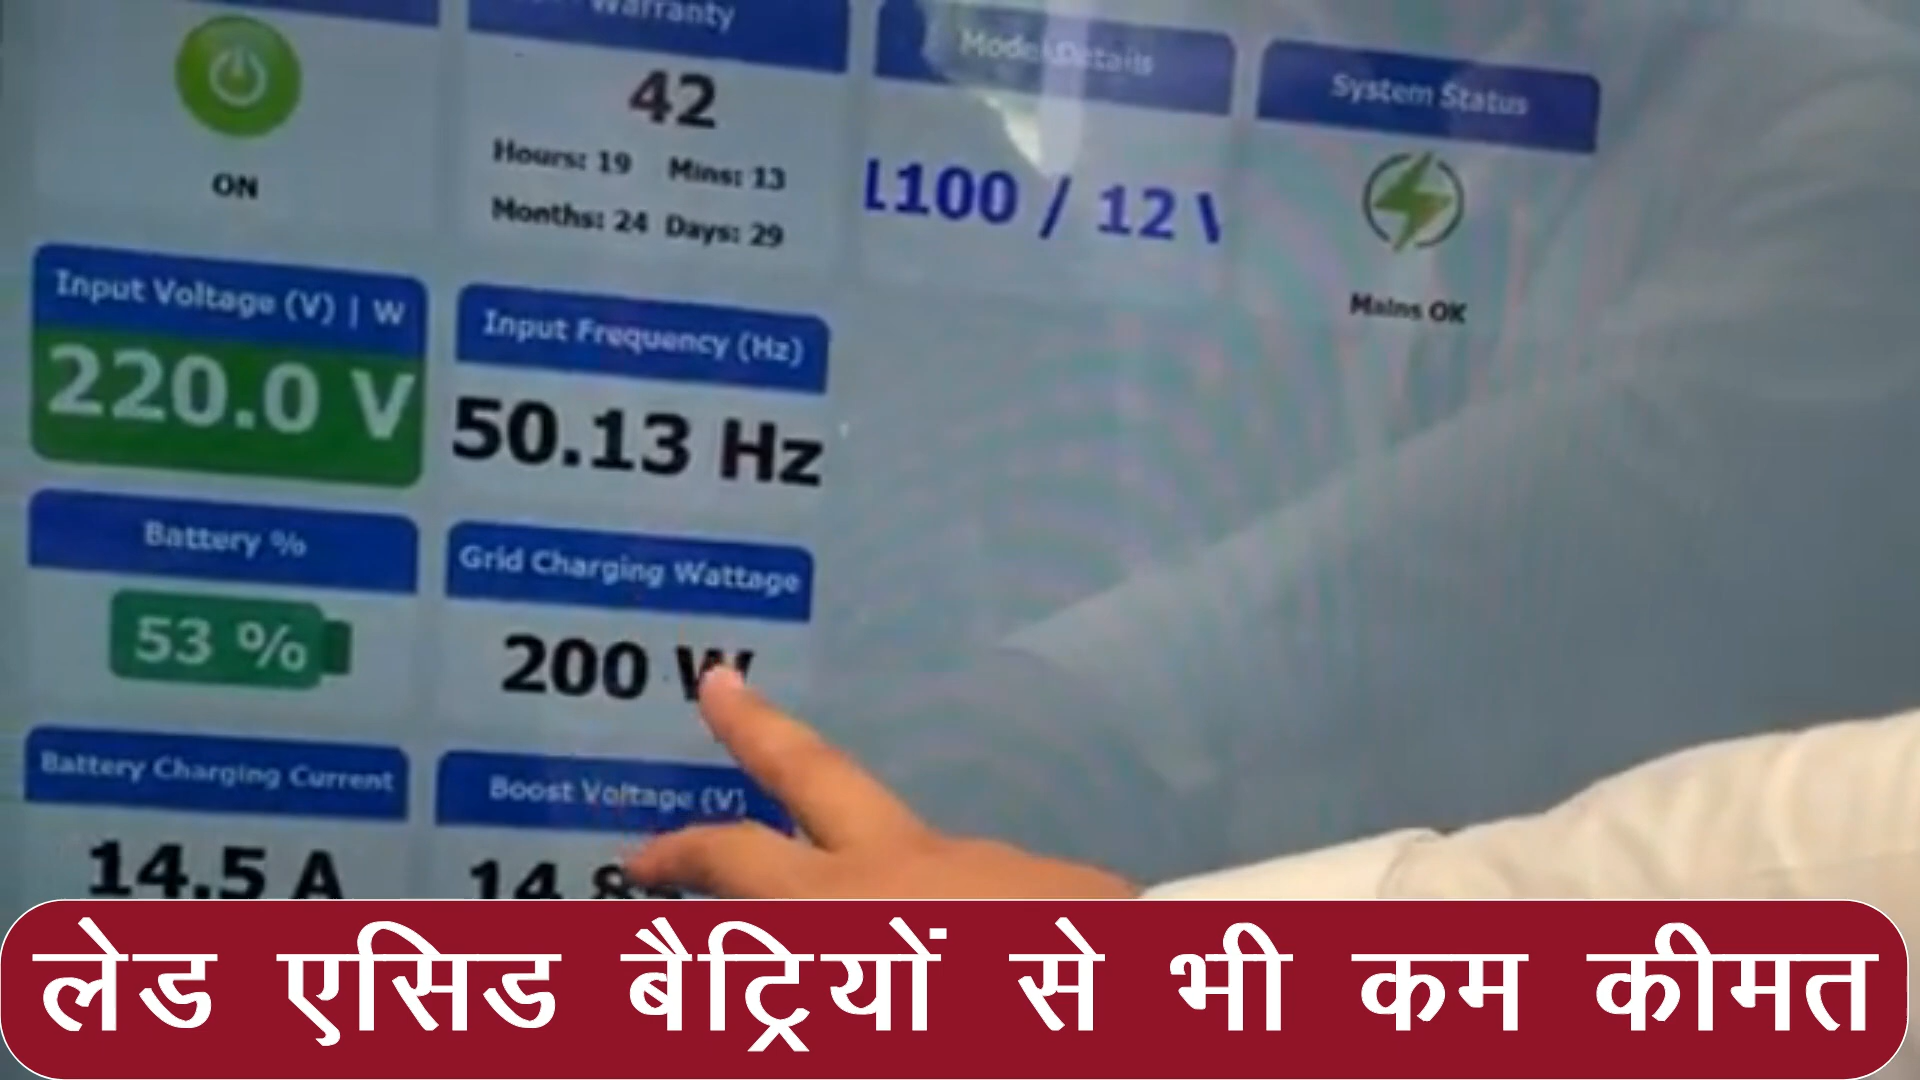 Warranty
Model Details
System Status
42
ON
Hours: 19 Mins: 13
Months: 24 Days: 29
1100 / 12 V
Mains OK
Input Voltage (V) | W
220.0 V
Input Frequency (Hz)
50.13 Hz
Battery %
53 %
Grid Charging Wattage
200 W
Battery Charging Current
14.5 A
Boost Voltage (V)
लेड एसिड बैट्रियों से भी कम कीमत